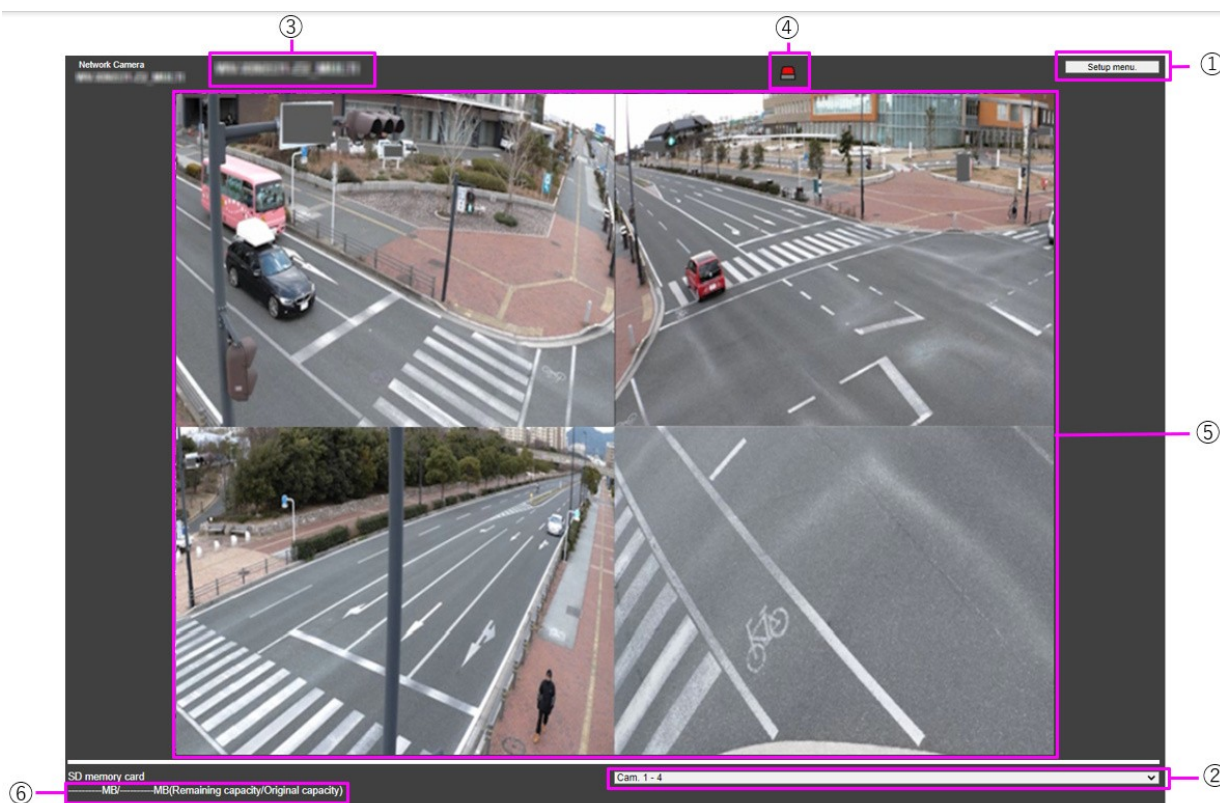 ③
④
①
Network Camera
Setup menu.
⑤
SD memory card
Cam. 1 - 4
②
⑥
----------MB/----------MB(Remaining capacity/Original capacity)